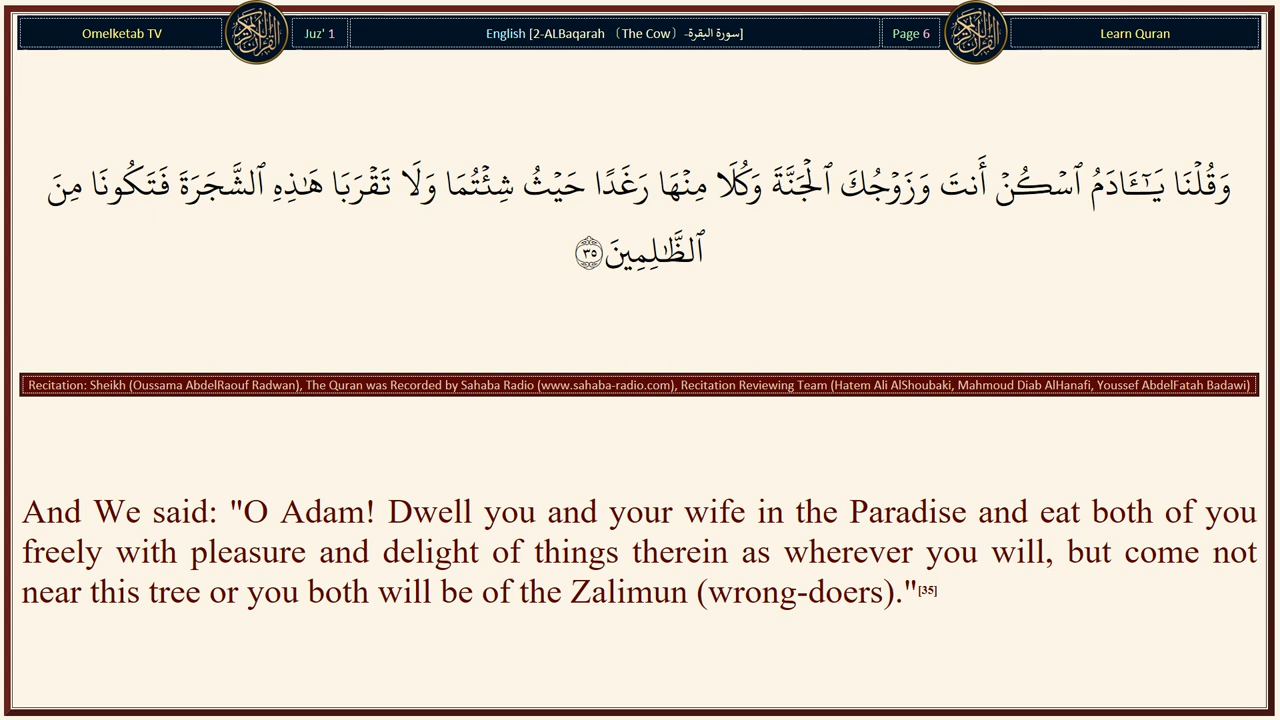 Omelketab TV
Juz' 1
English [2-ALBaqarah （The Cow）-سورة البقرة]
Page 6
Learn Quran
وَقُلۡنَا يَـٰٓـَٔادَمُ ٱسۡكُنۡ أَنتَ وَزَوۡجُكَ ٱلۡجَنَّةَ وَكُلَا مِنۡهَا رَغَدًا حَيۡثُ شِئۡتُمَا وَلَا تَقۡرَبَا هَـٰذِهِ ٱلشَّجَرَةَ فَتَكُونَا مِنَ
ٱلظَّـٰلِمِينَ ٣٥
Recitation: Sheikh (Oussama AbdelRaouf Radwan), The Quran was Recorded by Sahaba Radio (www.sahaba-radio.com), Recitation Reviewing Team (Hatem Ali AlShoubaki, Mahmoud Diab AlHanafi, Youssef AbdelFatah Badawi)
And We said: "O Adam! Dwell you and your wife in the Paradise and eat both of you
freely with pleasure and delight of things therein as wherever you will, but come not
near this tree or you both will be of the Zalimun (wrong-doers)."[35]